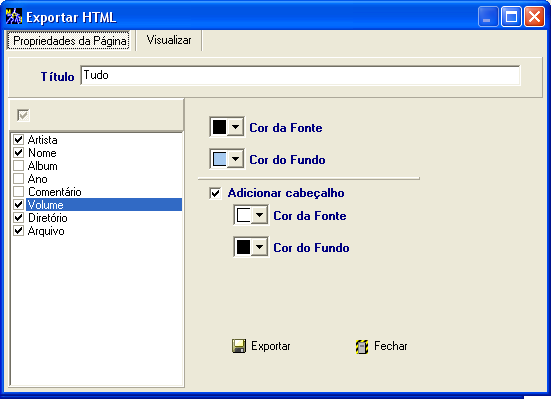 Exportar HTML
Propriedades da Página
Visualizar
Título
Tudo
Artista
Nome
Album
Ano
Comentário
Volume
Diretório
Arquivo
Cor da Fonte
Cor do Fundo
Adicionar cabeçalho
Cor da Fonte
Cor do Fundo
Exportar
Fechar